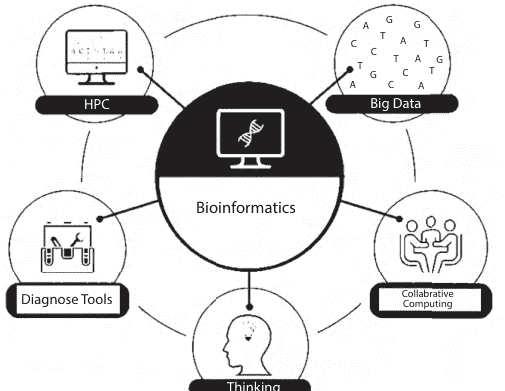 HPC
C A G G
C T A T
C T A G
T G C C A T
A C A
Big Data
Bioinformatics
Diagnose Tools
Collabrative
Computing
Thinking